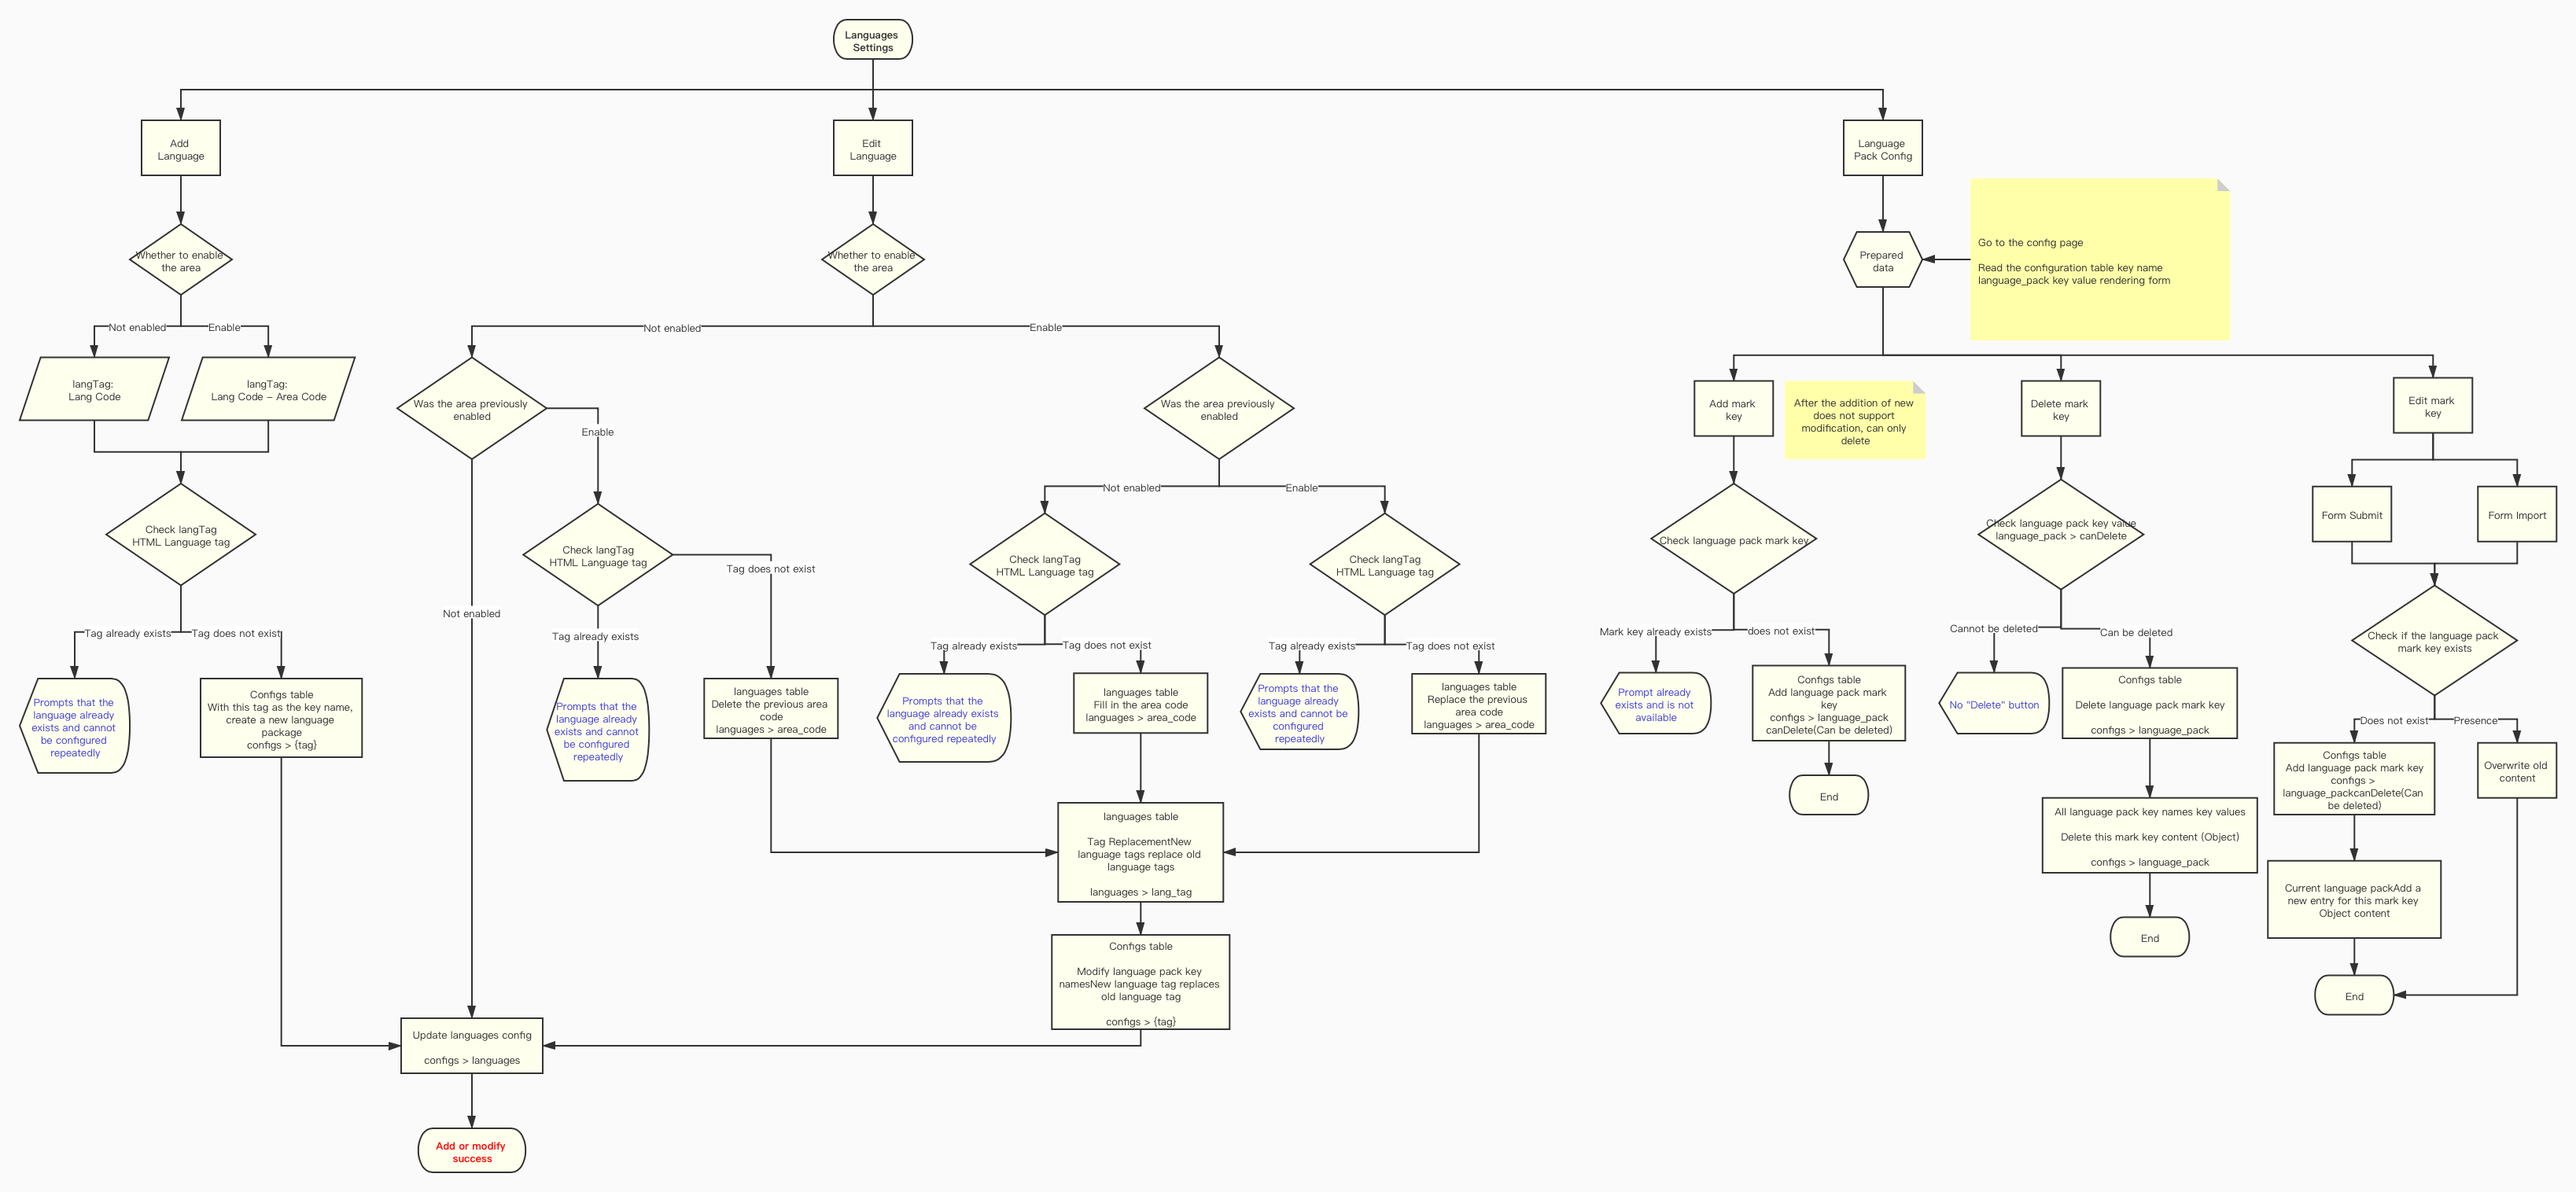 Languages
Settings
Add
Language
Edit
Language
Language
Pack Config
Whether to enable
the area
Whether to enable
the area
Prepared
data
Go to the config page
Read the configuration table key name
language_pack key value rendering form
Not enabled
Enable
Not enabled
Enable
langTag:
Lang Code
langTag:
Lang Code – Area Code
Was the area previously
enabled
Enable
Was the area previously
enabled
Add mark
key
After the addition of new
does not support
modification, can only
delete
Delete mark
key
Edit mark
key
Not enabled
Enable
Form Submit
Form Import
Check langTag
HTML Language tag
Check langTag
HTML Language tag
Tag does not exist
Check langTag
HTML Language tag
Check langTag
HTML Language tag
Check language pack mark key
Check language pack key value
language_pack > canDelete
Not enabled
Check if the language pack
mark key exists
Tag already exists
Tag does not exist
Tag already exists
Tag already exists
Tag does not exist
Tag already exists
Tag does not exist
Mark key already exists
does not exist
Cannot be deleted
Can be deleted
Prompts that the
language already
exists and cannot
be configured
repeatedly
Configs table
With this tag as the key name,
create a new language
package
configs > {tag}
Prompts that the
language already
exists and cannot
be configured
repeatedly
languages table
Delete the previous area
code
languages > area_code
Prompts that the
language already exists
and cannot be
configured repeatedly
languages table
Fill in the area code
languages > area_code
Prompts that the
language already
exists and cannot be
configured
repeatedly
languages table
Replace the previous
area code
languages > area_code
Prompt already
exists and is not
available
Configs table
Add language pack mark
key
configs > language_pack
canDelete(Can be deleted)
No "Delete" button
Configs table
Delete language pack mark key
configs > language_pack
Does not exist
Presence
Configs table
Add language pack mark key
configs >
language_packcanDelete(Can
be deleted)
Overwrite old
content
End
languages table
Tag ReplacementNew
language tags replace old
language tags
languages > lang_tag
All language pack key names key values
Delete this mark key content (Object)
configs > language_pack
Current language packAdd a
new entry for this mark key
Object content
End
Configs table
Modify language pack key
namesNew language tag replaces
old language tag
configs > {tag}
End
Update languages config
configs > languages
Add or modify
success